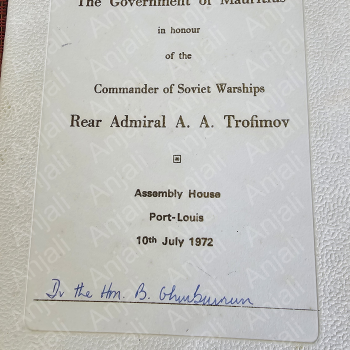 The Government of Mauritius
in honour
of the
Commander of Soviet Warships
Rear Admiral A. A. Trofimov
Assembly House
Port-Louis
10th July 1972
Dr the Hon. B. Ghurburrun
Anjali